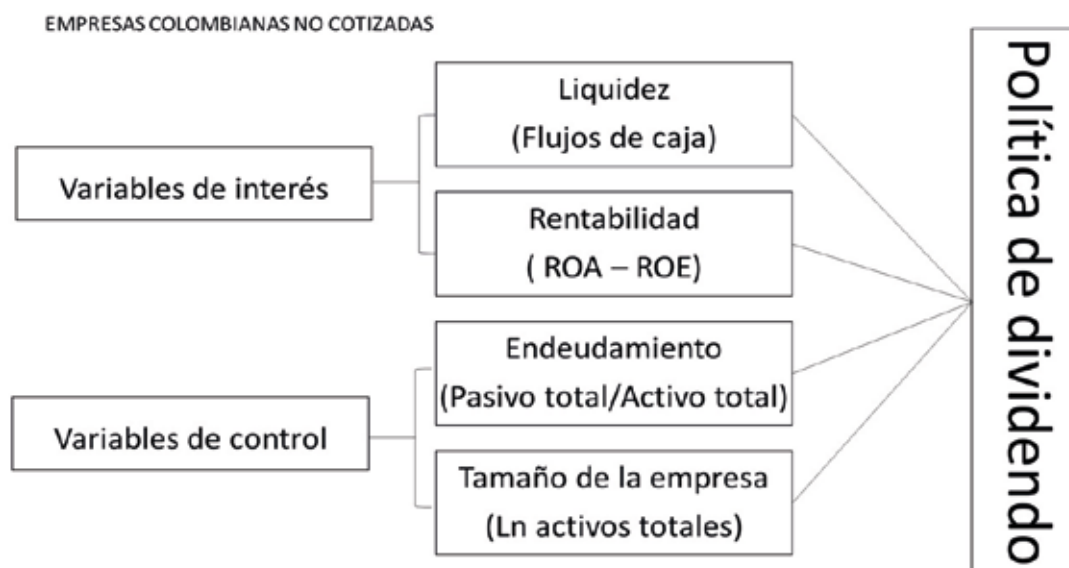 EMPRESAS COLOMBIANAS NO COTIZADAS
Variables de interés
Liquidez
(Flujos de caja)
Rentabilidad
( ROA – ROE)
Variables de control
Endeudamiento
(Pasivo total/Activo total)
Tamaño de la empresa
(Ln activos totales)
Política de dividendo